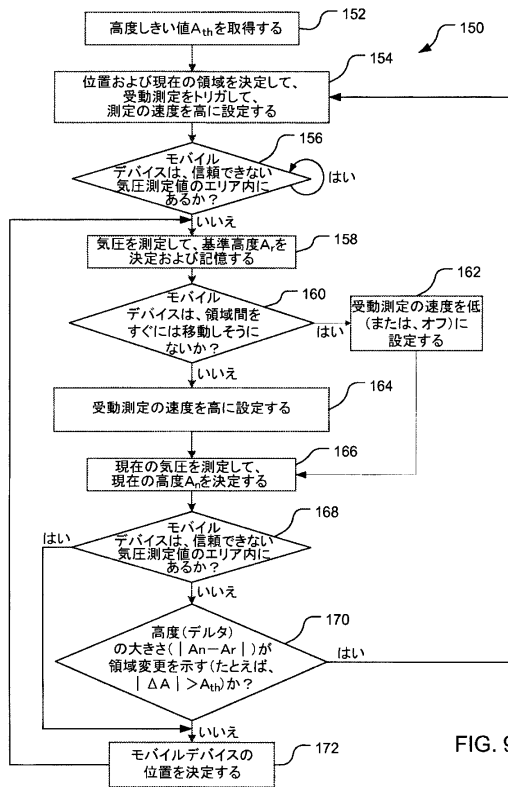 152
高度しきい値Athを取得する
150
154
位置および現在の領域を決定して、
受動測定をトリガして、
測定の速度を高に設定する
156
モバイル
デバイスは、信頼できない
気圧測定値のエリア内に
あるか?
はい
いいえ
気圧を測定して、基準高度Arを
決定および記憶する
158
モバイル
デバイスは、領域間を
すぐには移動しそうに
ないか?
160
はい
162
受動測定の速度を低
(または、オフ)に
設定する
いいえ
164
受動測定の速度を高に設定する
166
現在の気圧を測定して、
現在の高度Anを決定する
168
モバイル
デバイスは、信頼できない
気圧測定値のエリア内に
あるか?
はい
いいえ
170
高度(デルタ)
の大きさ(|An−Ar|)が
領域変更を示す(たとえば、
|ΔA|>Ath)か?
はい
いいえ
モバイルデバイスの
位置を決定する
172
FIG. 9